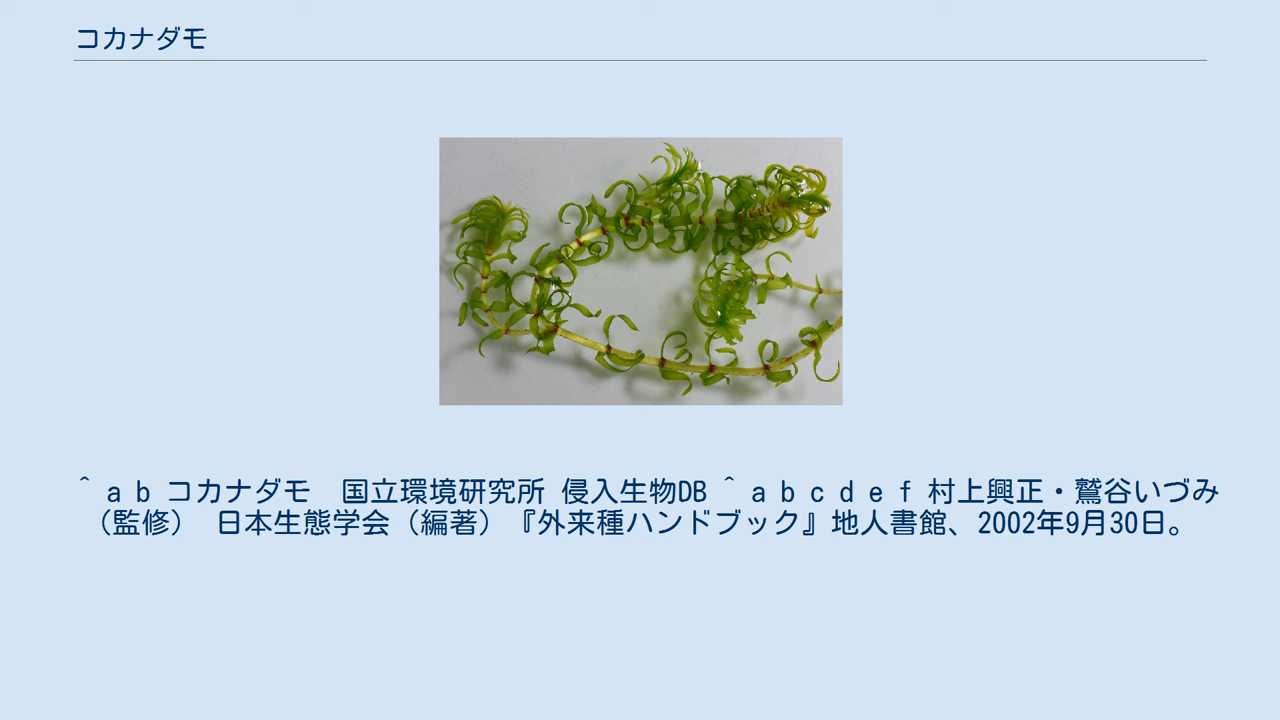 コカナダモ
^ a b コカナダモ　国立環境研究所 侵入生物DB ^ a b c d e f 村上興正・鷲谷いづみ
（監修）　日本生態学会（編著）『外来種ハンドブック』地人書館、2002年9月30日。